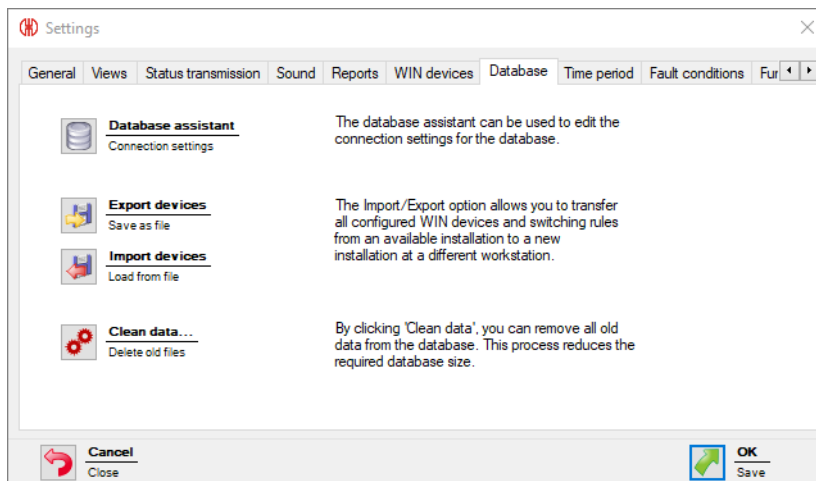 Settings
General Views Status transmission Sound Reports WIN devices Database Time period Fault conditions
Database assistant
Connection settings
The database assistant can be used to edit the
connection settings for the database.
Export devices
Save as file
Import devices
Load from file
The Import/Export option allows you to transfer
all configured WIN devices and switching rules
from an available installation to a new
installation at a different workstation.
Clean data...
Delete old files
By clicking 'Clean data', you can remove all old
data from the database. This process reduces the
required database size.
Cancel
Close
OK
Save